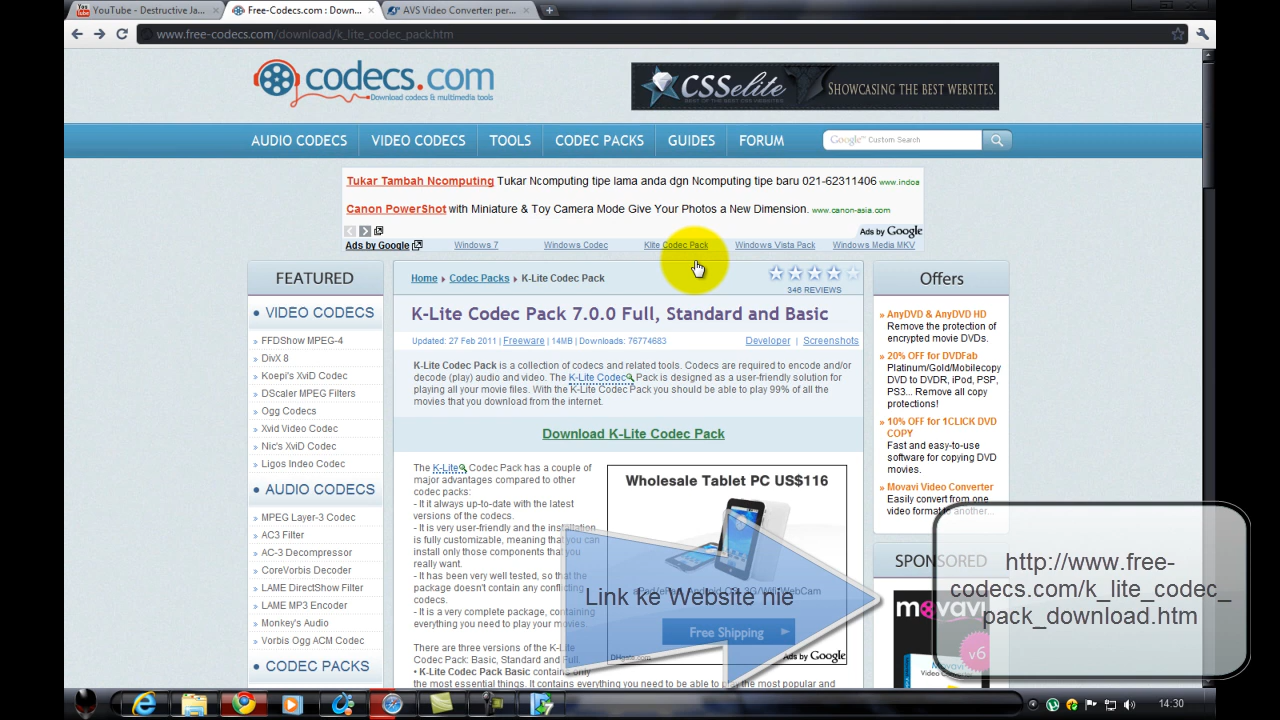 YouTube - Destructive Ja...
Free-Codecs.com : Down...
AVS Video Converter: per...
www.free-codecs.com/download/k_lite_codec_pack.htm
codecs.com
Download codecs & multimedia tools
CSSelite
BEST OF THE BEST CSS WEBSITES
SHOWCASING THE BEST WEBSITES.
AUDIO CODECS
VIDEO CODECS
TOOLS
CODEC PACKS
GUIDES
FORUM
Google™ Custom Search
Tukar Tambah Ncomputing Tukar Ncomputing tipe lama anda dgn Ncomputing tipe baru 021-62311406 www.indoa
Canon PowerShot with Miniature & Toy Camera Mode Give Your Photos a New Dimension. www.canon-asia.com
Ads by Google
Ads by Google
Windows 7
Windows Codec
Klite Codec Pack
Windows Vista Pack
Windows Media MKV
FEATURED
VIDEO CODECS
FFDShow MPEG-4
DivX 8
Koepi's XviD Codec
DScaler MPEG Filters
Ogg Codecs
Xvid Video Codec
Nic's XviD Codec
Ligos Indeo Codec
AUDIO CODECS
MPEG Layer-3 Codec
AC3 Filter
AC-3 Decompressor
CoreVorbis Decoder
LAME DirectShow Filter
LAME MP3 Encoder
Monkey's Audio
Vorbis Ogg ACM Codec
CODEC PACKS
Home Codec Packs K-Lite Codec Pack
346 REVIEWS
K-Lite Codec Pack 7.0.0 Full, Standard and Basic
Updated: 27 Feb 2011 | Freeware | 14MB | Downloads: 76774683
Developer | Screenshots
K-Lite Codec Pack is a collection of codecs and related tools. Codecs are required to encode and/or
decode (play) audio and video. The K-Lite Codec Pack is designed as a user-friendly solution for
playing all your movie files. With the K-Lite Codec Pack you should be able to play 99% of all the
movies that you download from the internet.
Download K-Lite Codec Pack
The K-Lite Codec Pack has a couple of
major advantages compared to other
codec packs:
- It it always up-to-date with the latest
versions of the codecs.
- It is very user-friendly and the installation
is fully customizable, meaning that you can
install only those components that you
really want.
- It has been very well tested, so that the
package doesn't contain any conflicting
codecs.
- It is a very complete package, containing
everything you need to play your movies.
There are three versions of the K-Lite
Codec Pack: Basic, Standard and Full.
• K-Lite Codec Pack Basic contains only
the most essential things. It contains everything you need to be able to play the most popular and
Wholesale Tablet PC US$116
Free Shipping
DHgate.com
Ads by Google
Link ke Website nie
Offers
AnyDVD & AnyDVD HD
Remove the protection of
encrypted movie DVDs.
20% OFF for DVDFab
Platinum/Gold/Mobilecopy
DVD to DVDR, iPod, PSP,
PS3... Remove all copy
protections!
10% OFF for 1CLICK DVD
COPY
Fast and easy-to-use
software for copying DVD
movies.
Movavi Video Converter
Easily convert from one
video format to another...
SPONSORED
movavi
v6
http://www.free-
codecs.com/k_lite_codec_
pack_download.htm
14:30